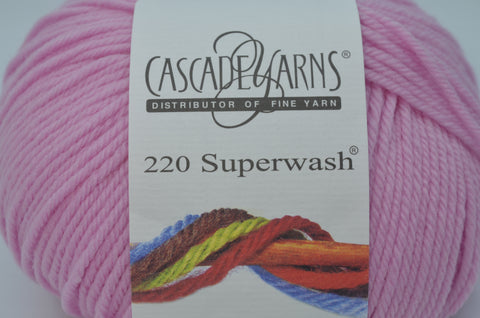 CASCADE YARNS®
DISTRIBUTOR OF FINE YARN
220 Superwash®